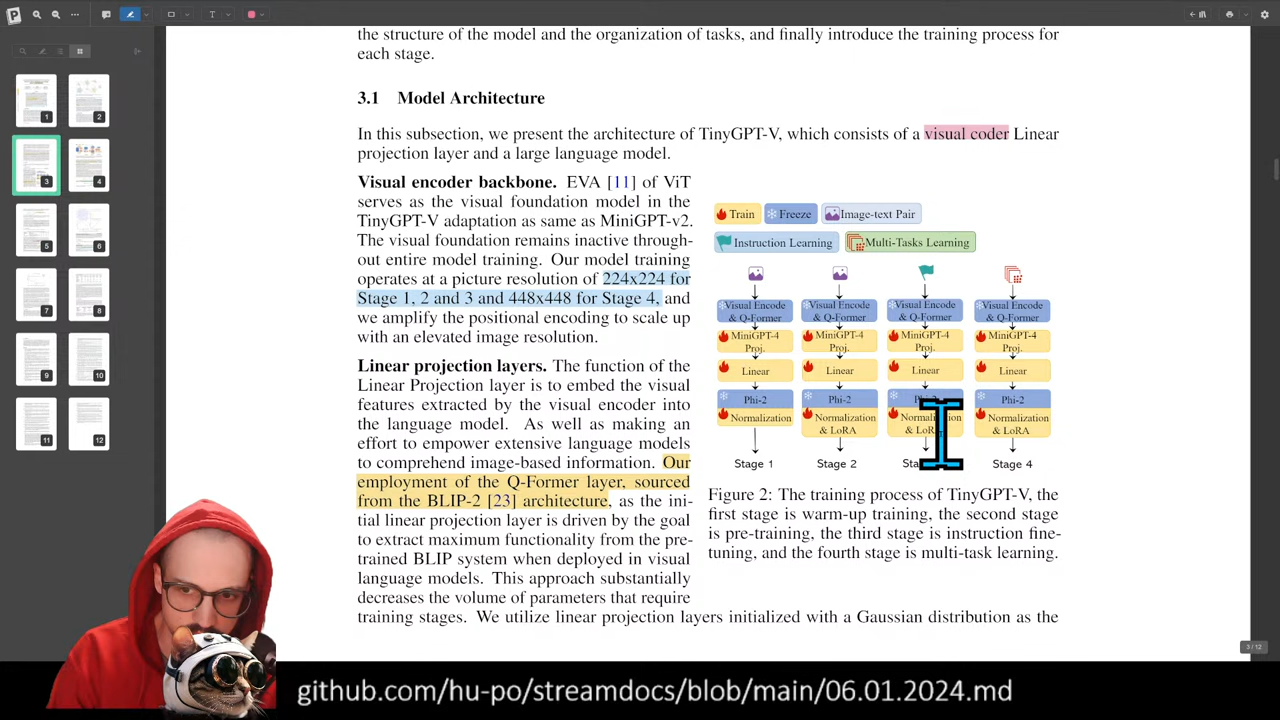 the structure of the model and the organization of tasks, and finally introduce the training process for
each stage.
3.1 Model Architecture
In this subsection, we present the architecture of TinyGPT-V, which consists of a visual coder Linear
projection layer and a large language model.
Visual encoder backbone. EVA [11] of ViT
serves as the visual foundation model in the
TinyGPT-V adaptation as same as MiniGPT-v2.
The visual foundation remains inactive through-
out entire model training. Our model training
operates at a picture resolution of 224x224 for
Stage 1, 2 and 3 and 448x448 for Stage 4, and
we amplify the positional encoding to scale up
with an elevated image resolution.
Linear projection layers. The function of the
Linear Projection layer is to embed the visual
features extracted by the visual encoder into
the language model. As well as making an
effort to empower extensive language models
to comprehend image-based information. Our
employment of the Q-Former layer, sourced
from the BLIP-2 [23] architecture, as the ini-
tial linear projection layer is driven by the goal
to extract maximum functionality from the pre-
trained BLIP system when deployed in visual
language models. This approach substantially
decreases the volume of parameters that require
training stages. We utilize linear projection layers initialized with a Gaussian distribution as the
Train Freeze Image-text Pair
Instruction Learning Multi-Tasks Learning
Visual Encode & Q-Former
MiniGPT-4 Proj.
Linear
Phi-2
Normalization
Stage 1
Visual Encode & Q-Former
MiniGPT-4 Proj.
Linear
Phi-2
Normalization & LoRA
Stage 2
Visual Encode & Q-Former
MiniGPT-4 Proj.
Linear
Visual Encode & Q-Former
MiniGPT-4 Proj.
Linear
Phi-2
Normalization & LoRA
Stage 4
Figure 2: The training process of TinyGPT-V, the
first stage is warm-up training, the second stage
is pre-training, the third stage is instruction fine-
tuning, and the fourth stage is multi-task learning.
1
2
3
4
5
6
7
8
9
10
11
12
3 / 12
github.com/hu-po/streamdocs/blob/main/06.01.2024.md